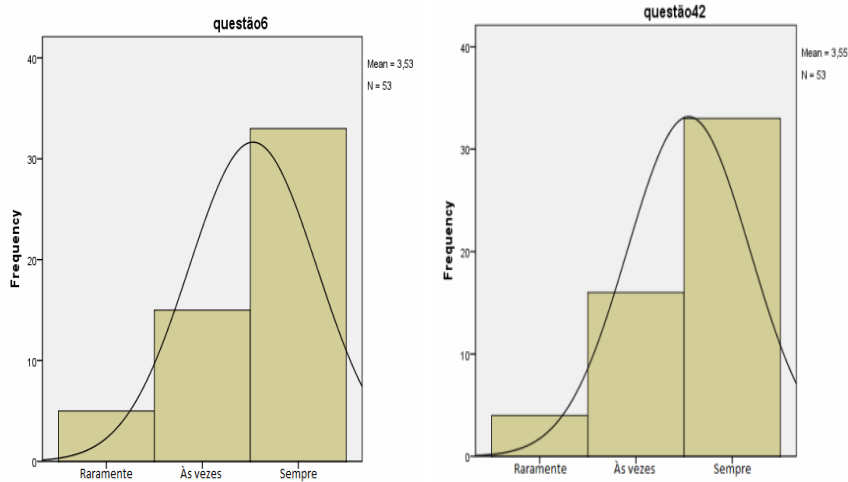 questão6
40
30
20
10
0
Frequency
Mean = 3,53
N = 53
Raramente
Às vezes
Sempre
questão42
40
30
20
10
0
Frequency
Mean = 3,55
N = 53
Raramente
Às vezes
Sempre